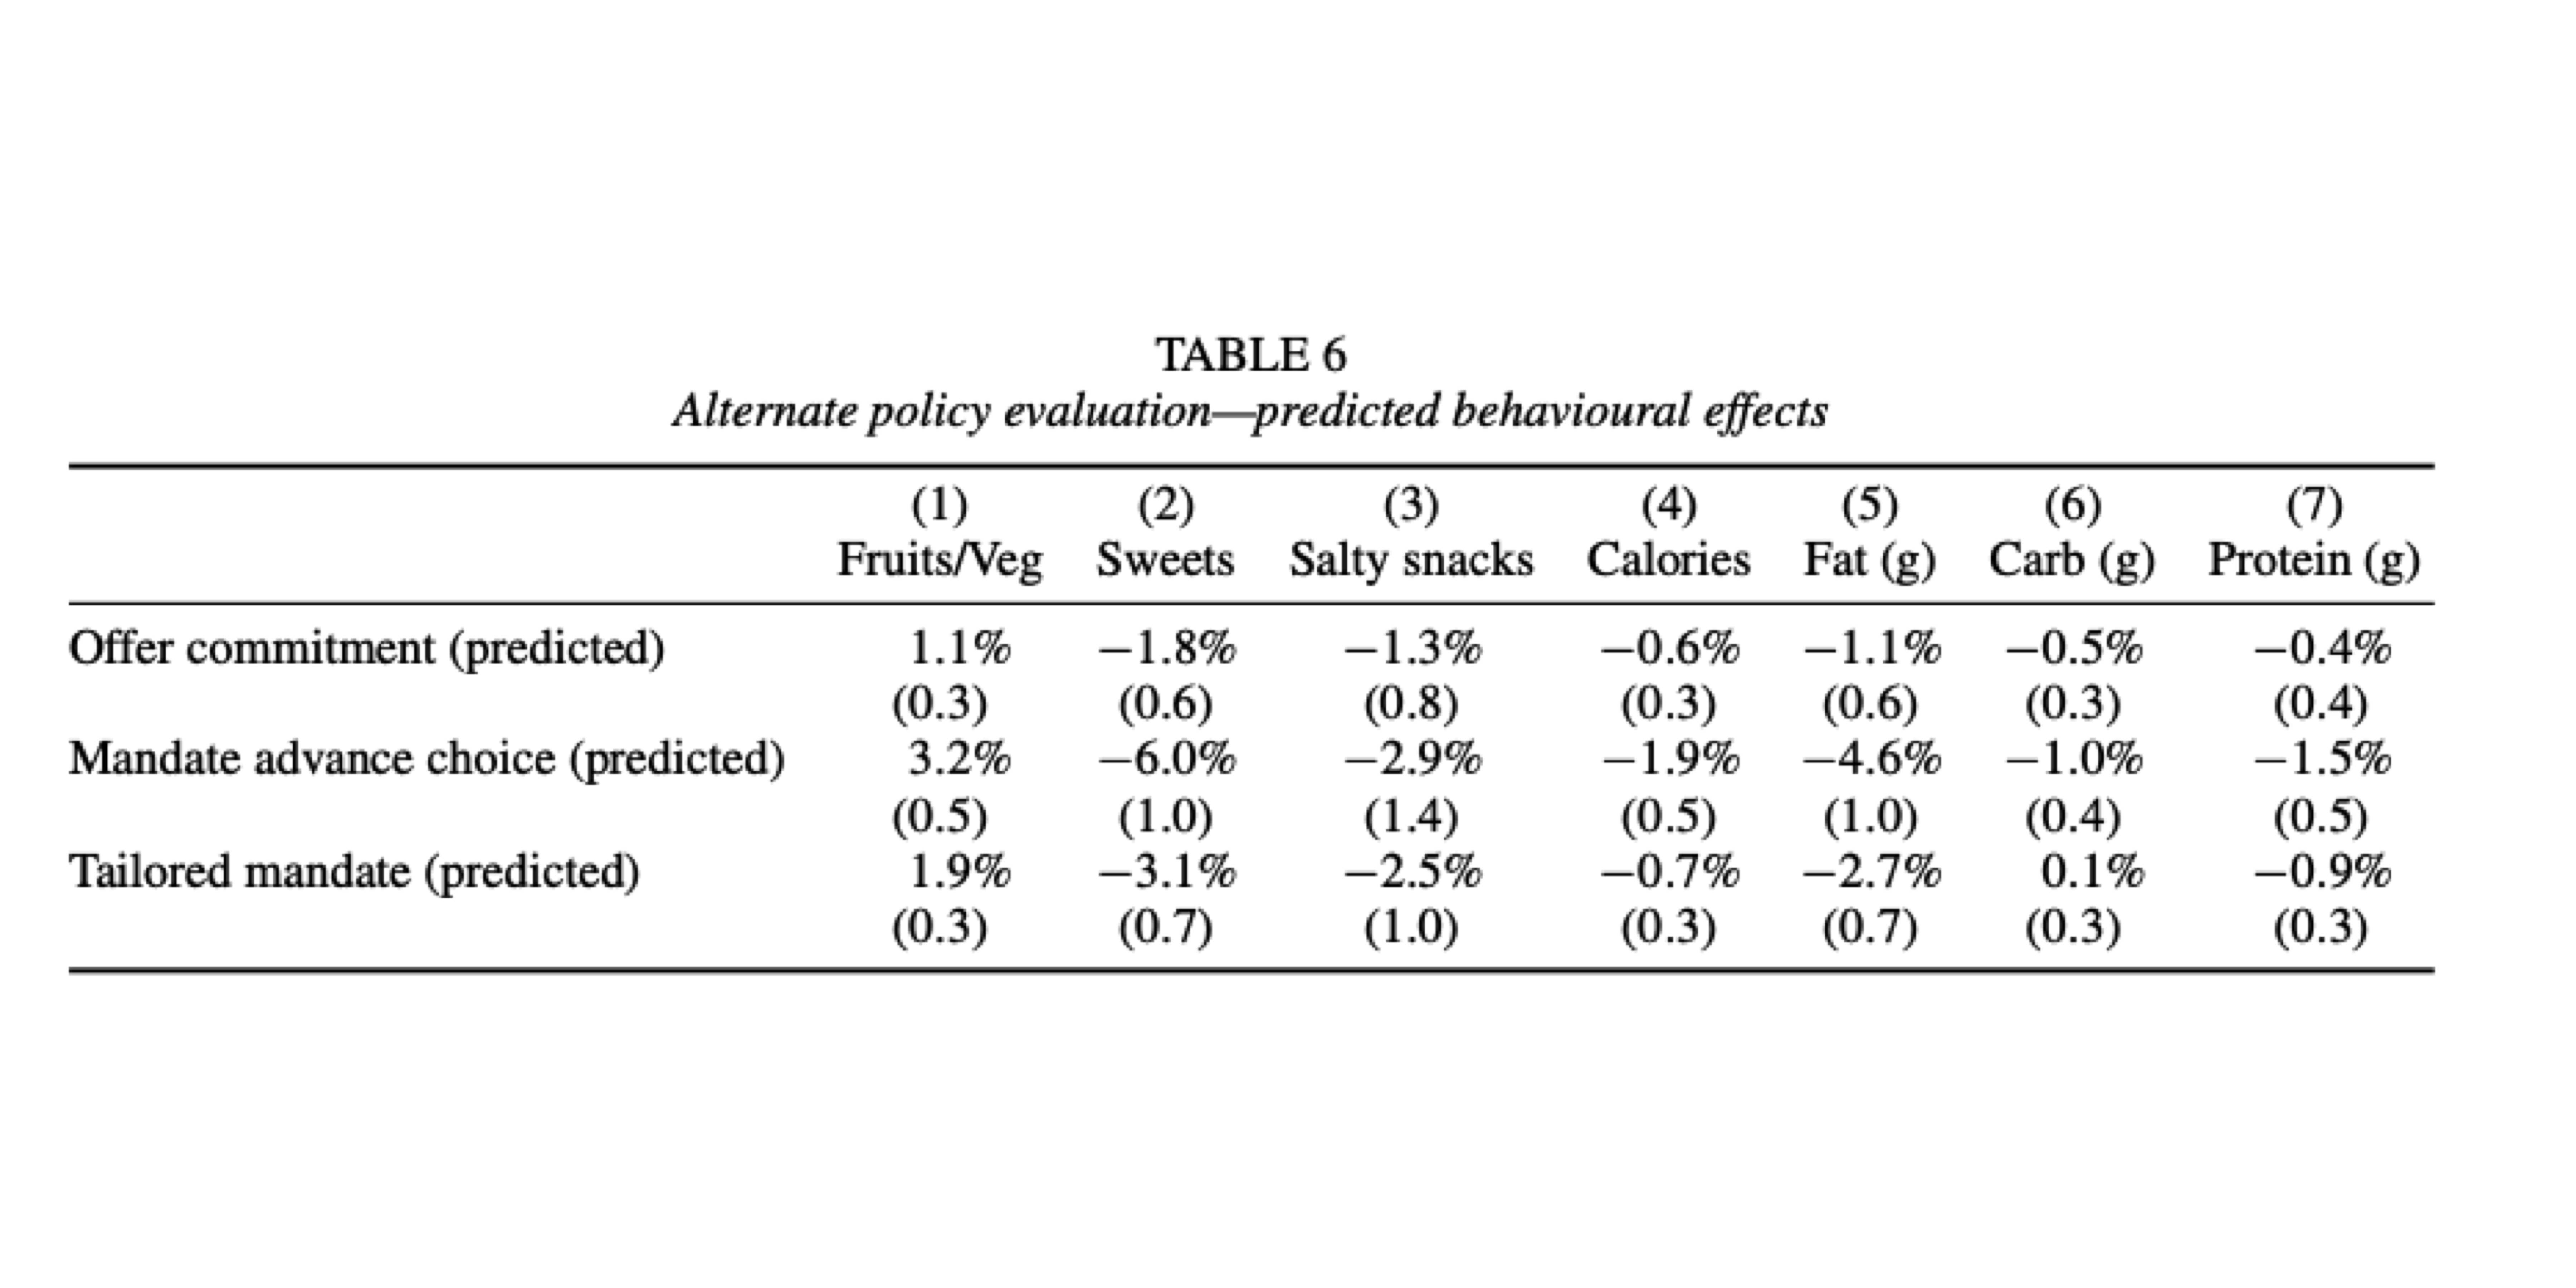 TABLE 6
Alternate policy evaluation—predicted behavioural effects
(1) (2) (3) (4) (5) (6) (7)
Fruits/Veg Sweets Salty snacks Calories Fat (g) Carb (g) Protein (g)
Offer commitment (predicted) 1.1% −1.8% −1.3% −0.6% −1.1% −0.5% −0.4%
(0.3) (0.6) (0.8) (0.3) (0.6) (0.3) (0.4)
Mandate advance choice (predicted) 3.2% −6.0% −2.9% −1.9% −4.6% −1.0% −1.5%
(0.5) (1.0) (1.4) (0.5) (1.0) (0.4) (0.5)
Tailored mandate (predicted) 1.9% −3.1% −2.5% −0.7% −2.7% 0.1% −0.9%
(0.3) (0.7) (1.0) (0.3) (0.7) (0.3) (0.3)